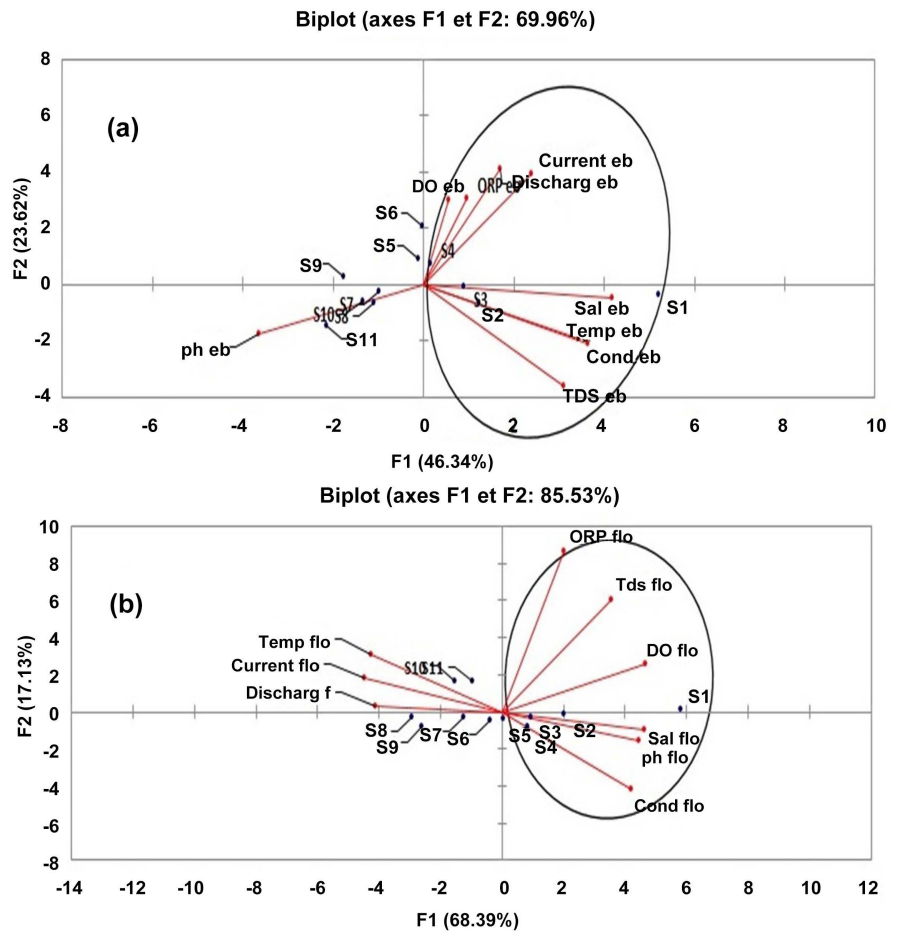 Biplot (axes F1 et F2: 69.96%)
8
6
4
2
0
-2
-4
F2 (23.62%)
(a)
Current eb
ORP eb
Discharg eb
DO eb
S6
S5
S4
S9
S7
S10
S8
S11
ph eb
S3
S2
Sal eb
S1
Temp eb
Cond eb
TDS eb
-8 -6 -4 -2 0 2 4 6 8 10
F1 (46.34%)
Biplot (axes F1 et F2: 85.53%)
10
8
6
4
2
0
-2
-4
-6
-8
F2 (17.13%)
(b)
ORP flo
Tds flo
DO flo
Temp flo
Current flo
Discharg f
S10
S11
S1
S8
S9
S7
S6
S5
S3
S4
S2
Sal flo
ph flo
Cond flo
-14 -12 -10 -8 -6 -4 -2 0 2 4 6 8 10 12
F1 (68.39%)